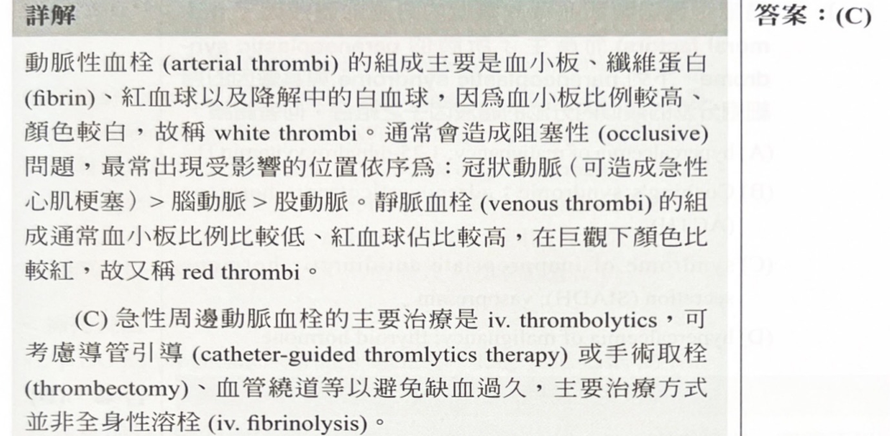 詳解
答案：(C)
動脈性血栓 (arterial thrombi) 的組成主要是血小板、纖維蛋白
(fibrin)、紅血球以及降解中的白血球，因為血小板比例較高、
顏色較白，故稱 white thrombi。通常會造成阻塞性 (occlusive)
問題，最常出現受影響的位置依序為：冠狀動脈（可造成急性
心肌梗塞）> 腦動脈 > 股動脈。靜脈血栓 (venous thrombi) 的組
成通常血小板比例比較低、紅血球佔比較高，在巨觀下顏色比
較紅，故又稱 red thrombi。
(C) 急性周邊動脈血栓的主要治療是 iv. thrombolytics，可
考慮導管引導 (catheter-guided thromlytics therapy) 或手術取栓
(thrombectomy)、血管繞道等以避免缺血過久，主要治療方式
並非全身性溶栓 (iv. fibrinolysis)。